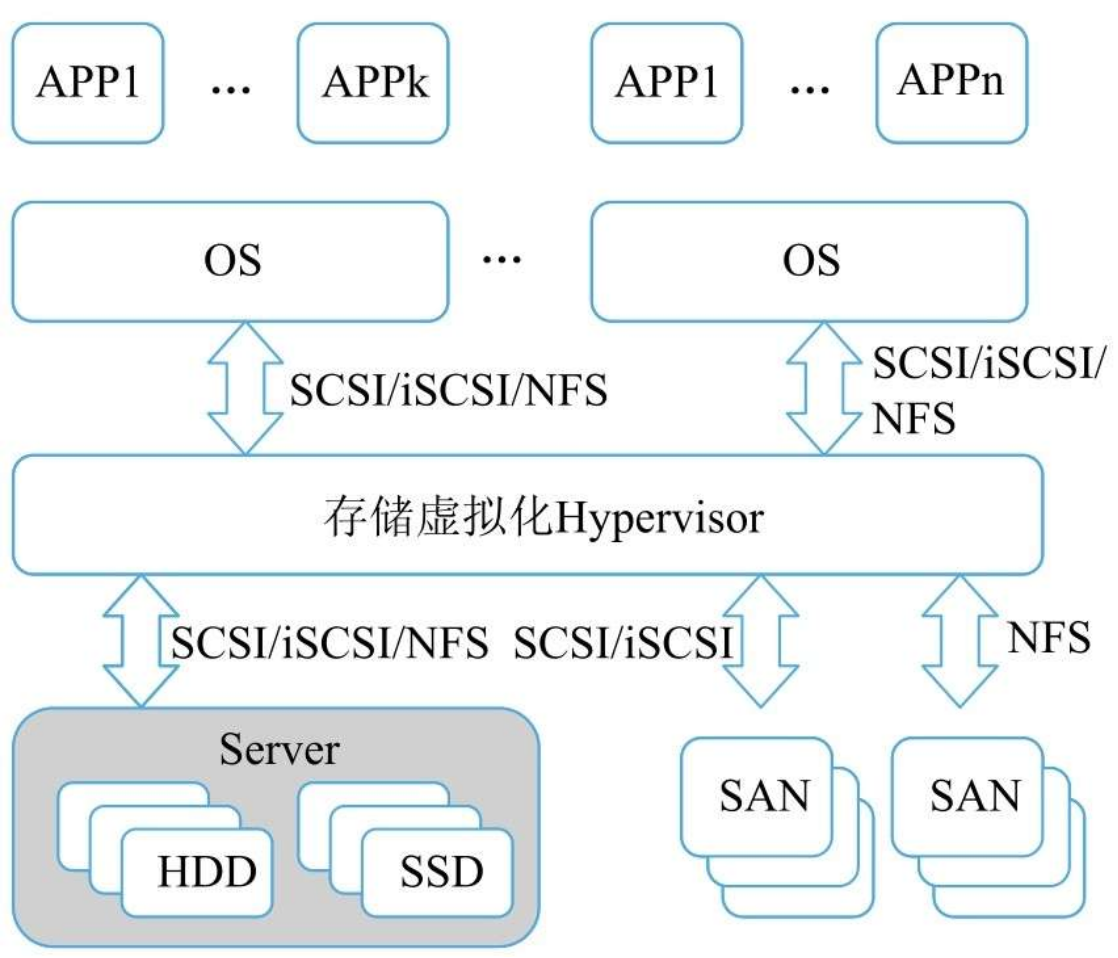 APP1 ... APPk APP1 ... APPn
OS ... OS
SCSI/iSCSI/NFS
SCSI/iSCSI/
NFS
存储虚拟化Hypervisor
SCSI/iSCSI/NFS SCSI/iSCSI NFS
Server
HDD SSD SAN SAN